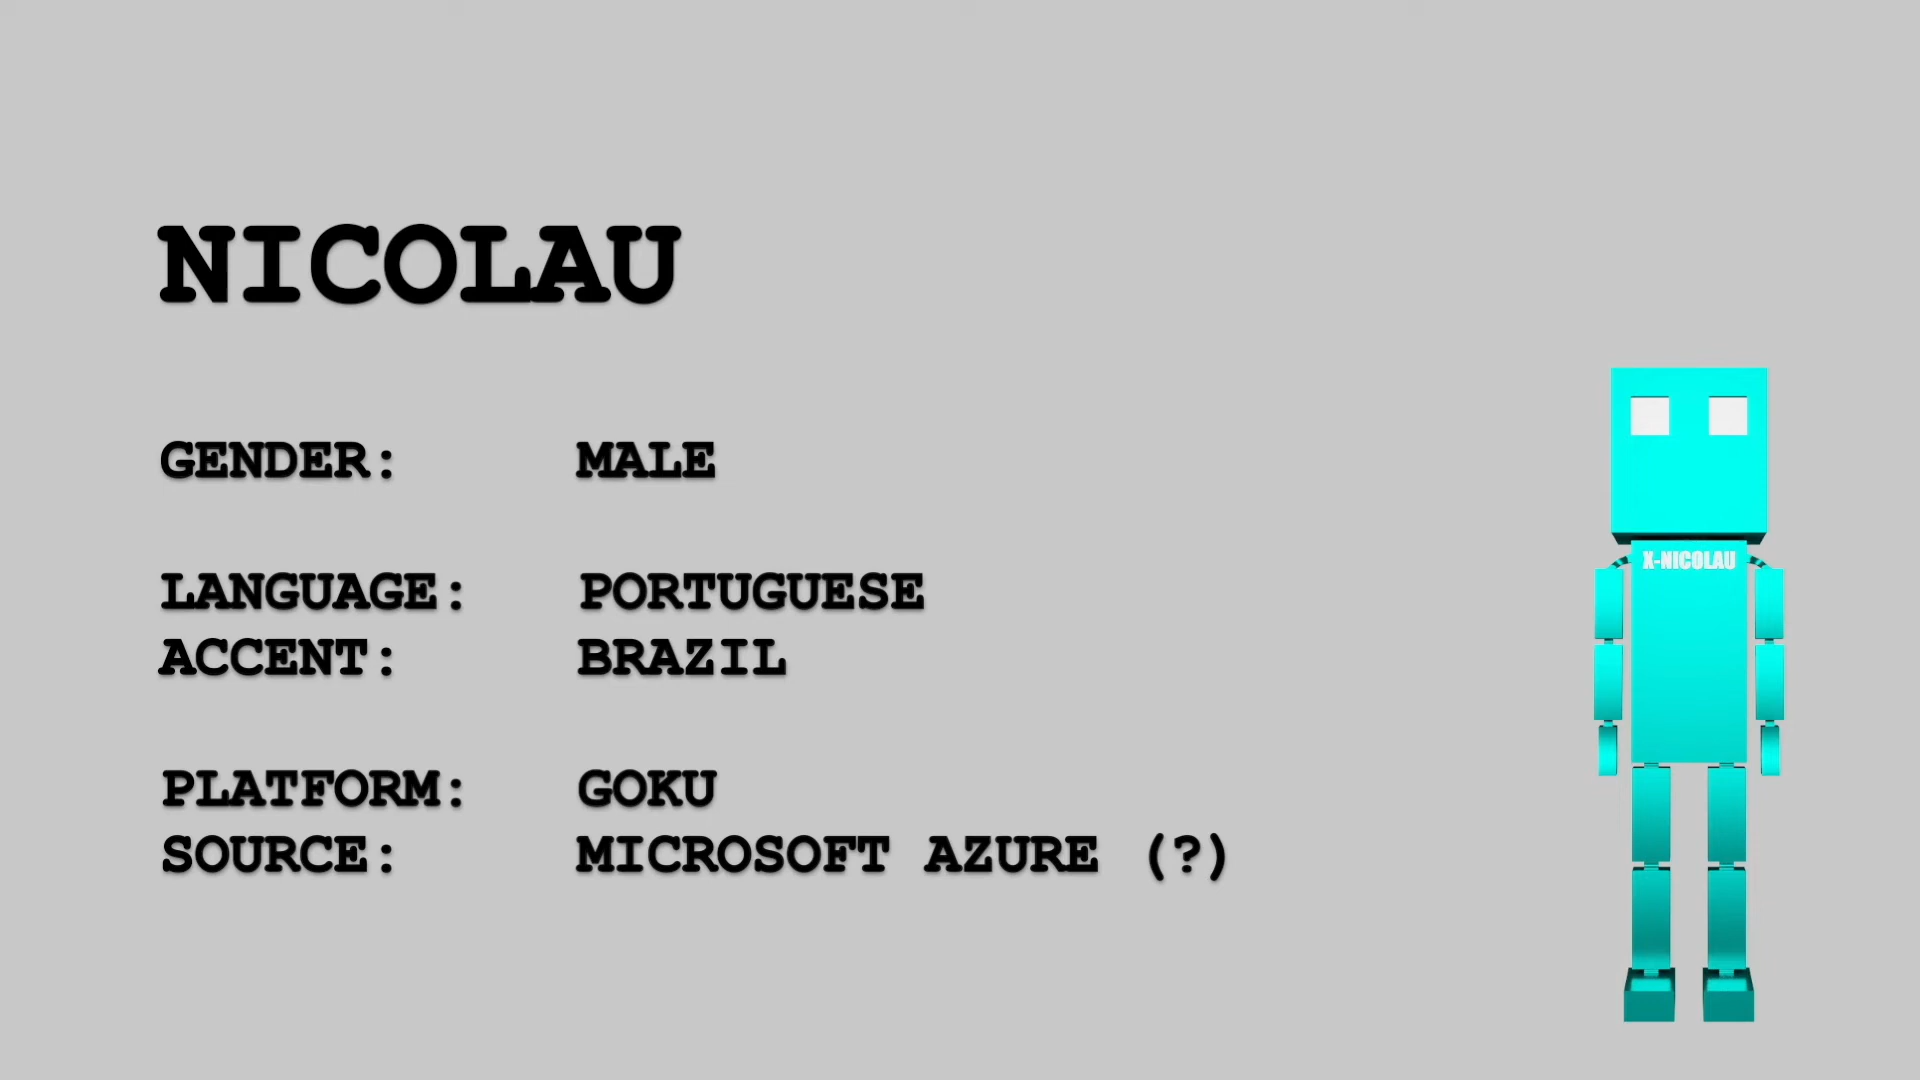 NICOLAU
GENDER: MALE
LANGUAGE: PORTUGUESE
ACCENT: BRAZIL
PLATFORM: GOKU
SOURCE: MICROSOFT AZURE (?)
X-NICOLAU